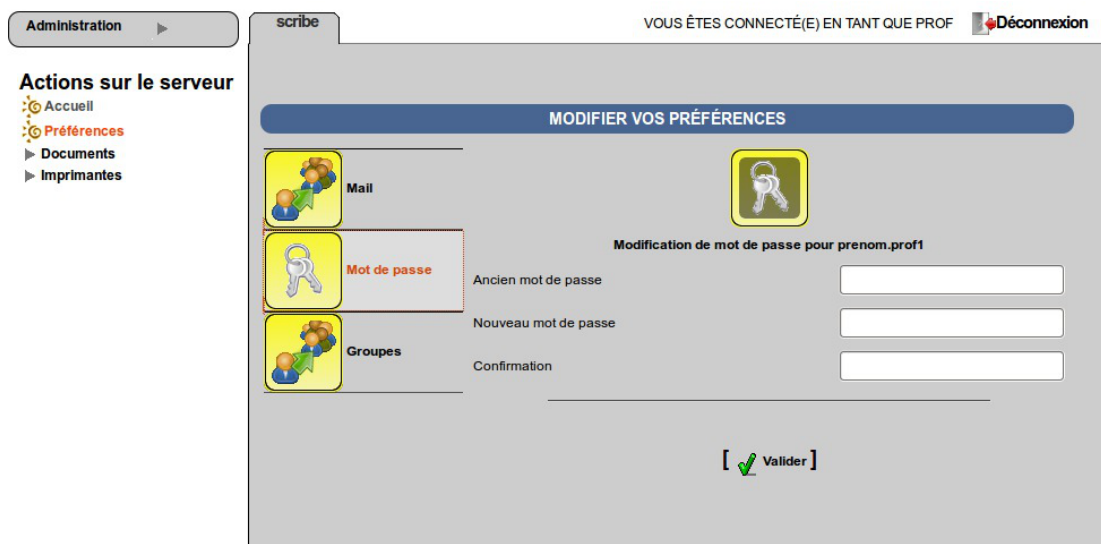 Administration
scribe
VOUS ÊTES CONNECTÉ(E) EN TANT QUE PROF
Déconnexion
Actions sur le serveur
Accueil
Préférences
Documents
Imprimantes
MODIFIER VOS PRÉFÉRENCES
Mail
Mot de passe
Groupes
Modification de mot de passe pour prenom.prof1
Ancien mot de passe
Nouveau mot de passe
Confirmation
[ Valider ]